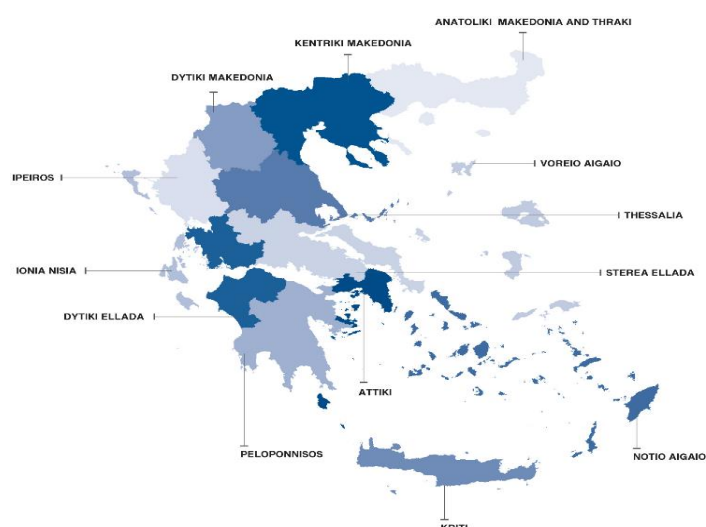 ANATOLIKI MAKEDONIA AND THRAKI
KENTRIKI MAKEDONIA
DYTIKI MAKEDONIA
VOREIO AIGAIO
IPEIROS
THESSALIA
IONIA NISIA
STEREA ELLADA
DYTIKI ELLADA
ATTIKI
PELOPONNISOS
NOTIO AIGAIO
KRITI